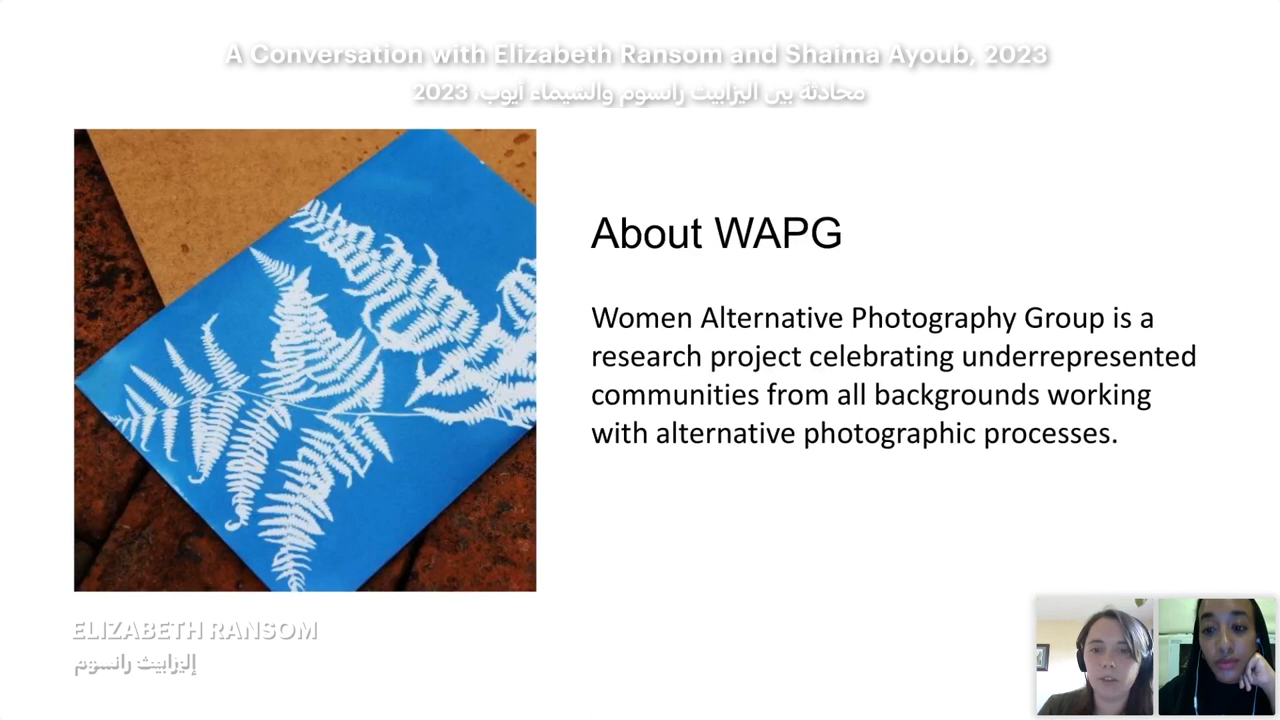 A Conversation with Elizabeth Ransom and Shaima Ayoub, 2023
محادثة بين اليزابيث رانسوم والشيماء أيوب، 2023
About WAPG
Women Alternative Photography Group is a
research project celebrating underrepresented
communities from all backgrounds working
with alternative photographic processes.
ELIZABETH RANSOM
إليزابيث رانسوم